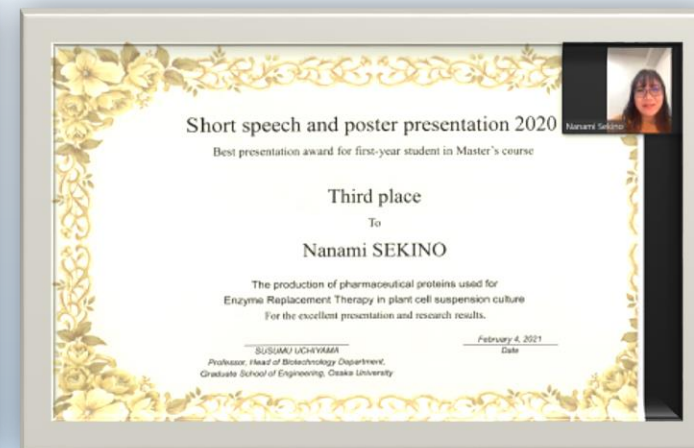 Short speech and poster presentation 2020
Best presentation award for first-year student in Master's course
Third place
To
Nanami SEKINO
The production of pharmaceutical proteins used for
Enzyme Replacement Therapy in plant cell suspension culture
For the excellent presentation and research results.
SUSUMU UCHIYAMA
Professor, Head of Biotechnology Department,
Graduate School of Engineering, Osaka University
February 4, 2021
Date
Nanami Sekino